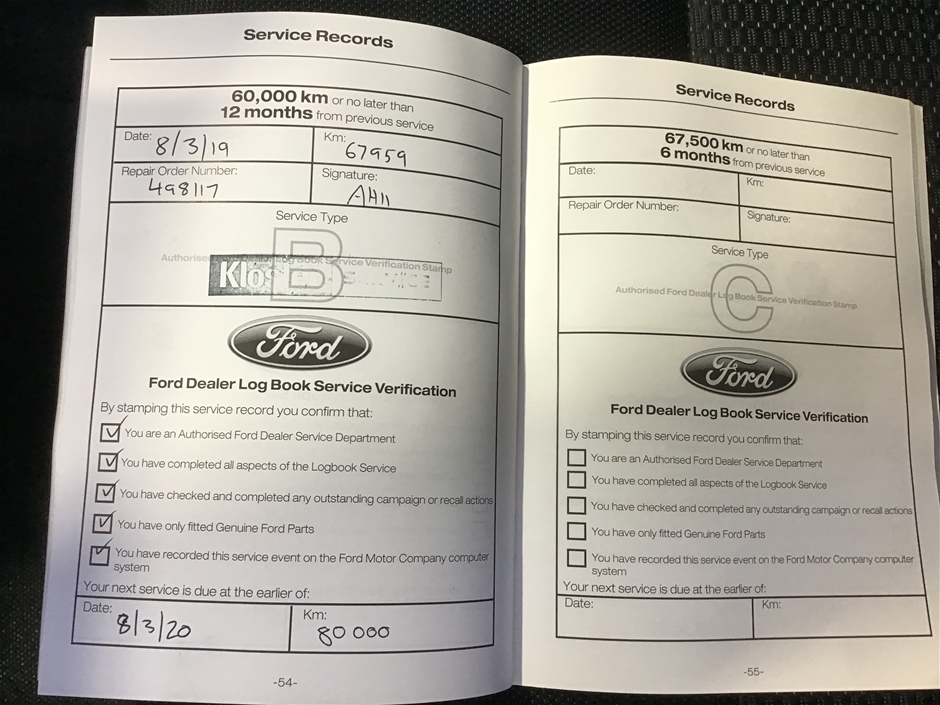 Service Records
60,000 km or no later than
12 months from previous service
Date: 8/3/19
Km: 67959
Repair Order Number: 498117
Signature:
Service Type
B
Authorised Log Book Service Verification Stamp
Ford
Ford Dealer Log Book Service Verification
By stamping this service record you confirm that:
You are an Authorised Ford Dealer Service Department
You have completed all aspects of the Logbook Service
You have checked and completed any outstanding campaign or recall actions
You have only fitted Genuine Ford Parts
You have recorded this service event on the Ford Motor Company computer
system
Your next service is due at the earlier of:
Date: 8/3/20
Km: 80 000
-54-
Service Records
67,500 km or no later than
6 months from previous service
Date:
Km:
Repair Order Number:
Signature:
Service Type
C
Authorised Ford Dealer Log Book Service Verification Stamp
Ford
Ford Dealer Log Book Service Verification
By stamping this service record you confirm that:
You are an Authorised Ford Dealer Service Department
You have completed all aspects of the Logbook Service
You have checked and completed any outstanding campaign or recall actions
You have only fitted Genuine Ford Parts
You have recorded this service event on the Ford Motor Company computer
system
Your next service is due at the earlier of:
Date:
Km:
-55-